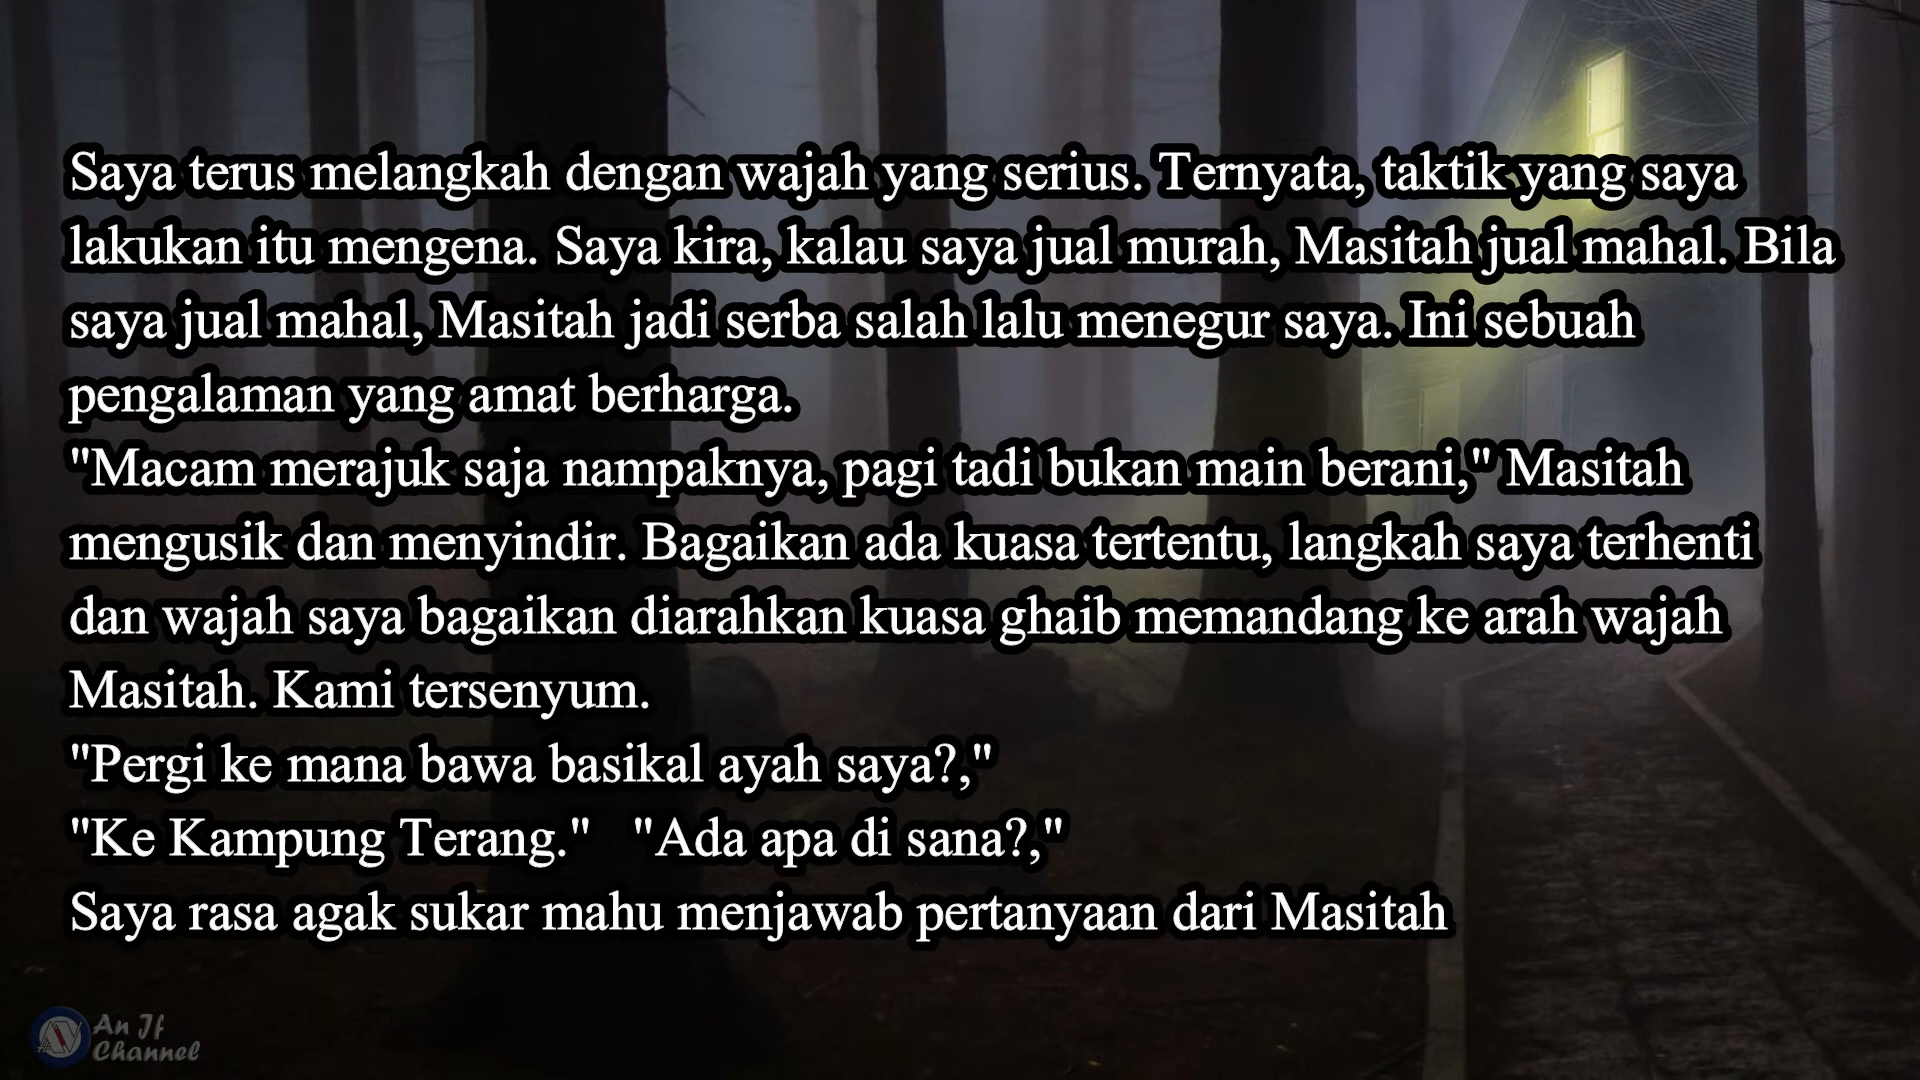 Saya terus melangkah dengan wajah yang serius. Ternyata, taktik yang saya
lakukan itu mengena. Saya kira, kalau saya jual murah, Masitah jual mahal. Bila
saya jual mahal, Masitah jadi serba salah lalu menegur saya. Ini sebuah
pengalaman yang amat berharga.
"Macam merajuk saja nampaknya, pagi tadi bukan main berani," Masitah
mengusik dan menyindir. Bagaikan ada kuasa tertentu, langkah saya terhenti
dan wajah saya bagaikan diarahkan kuasa ghaib memandang ke arah wajah
Masitah. Kami tersenyum.
"Pergi ke mana bawa basikal ayah saya?,"
"Ke Kampung Terang."   "Ada apa di sana?,"
Saya rasa agak sukar mahu menjawab pertanyaan dari Masitah
An If
Channel